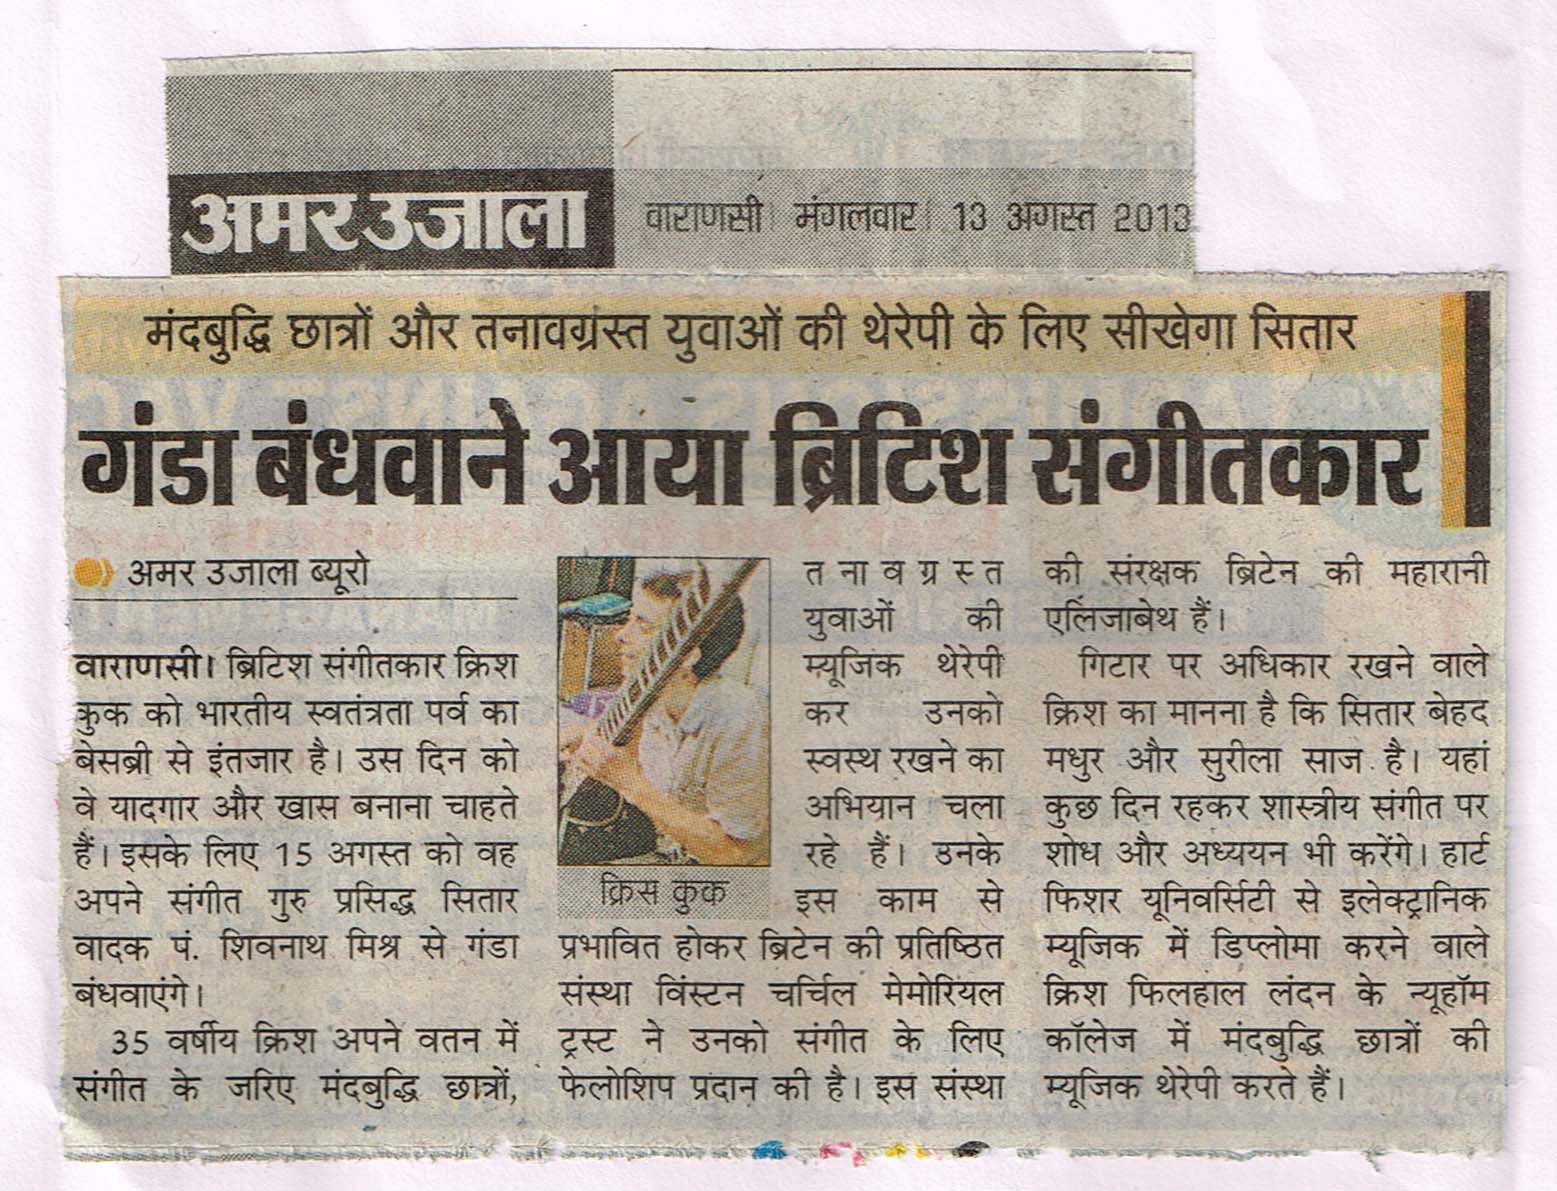 अमर उजाला
वाराणसी। मंगलवार। 13 अगस्त 2013
मंदबुद्धि छात्रों और तनावग्रस्त युवाओं की थेरेपी के लिए सीखेगा सितार
गंडा बंधवाने आया ब्रिटिश संगीतकार
अमर उजाला ब्यूरो
वाराणसी। ब्रिटिश संगीतकार क्रिश
कुक को भारतीय स्वतंत्रता पर्व का
बेसब्री से इंतजार है। उस दिन को
वे यादगार और खास बनाना चाहते
हैं। इसके लिए 15 अगस्त को वह
अपने संगीत गुरु प्रसिद्ध सितार
वादक पं. शिवनाथ मिश्र से गंडा
बंधवाएंगे।
35 वर्षीय क्रिश अपने वतन में
संगीत के जरिए मंदबुद्धि छात्रों,
क्रिस कुक
तनावग्रस्त
युवाओं की
म्यूजिक थेरेपी
कर उनको
स्वस्थ रखने का
अभियान चला
रहे हैं। उनके
इस काम से
प्रभावित होकर ब्रिटेन की प्रतिष्ठित
संस्था विंस्टन चर्चिल मेमोरियल
ट्रस्ट ने उनको संगीत के लिए
फेलोशिप प्रदान की है। इस संस्था
की संरक्षक ब्रिटेन की महारानी
एलिजाबेथ हैं।
गिटार पर अधिकार रखने वाले
क्रिश का मानना है कि सितार बेहद
मधुर और सुरीला साज है। यहां
कुछ दिन रहकर शास्त्रीय संगीत पर
शोध और अध्ययन भी करेंगे। हार्ट
फिशर यूनिवर्सिटी से इलेक्ट्रानिक
म्यूजिक में डिप्लोमा करने वाले
क्रिश फिलहाल लंदन के न्यूहॉम
कॉलेज में मंदबुद्धि छात्रों की
म्यूजिक थेरेपी करते हैं।